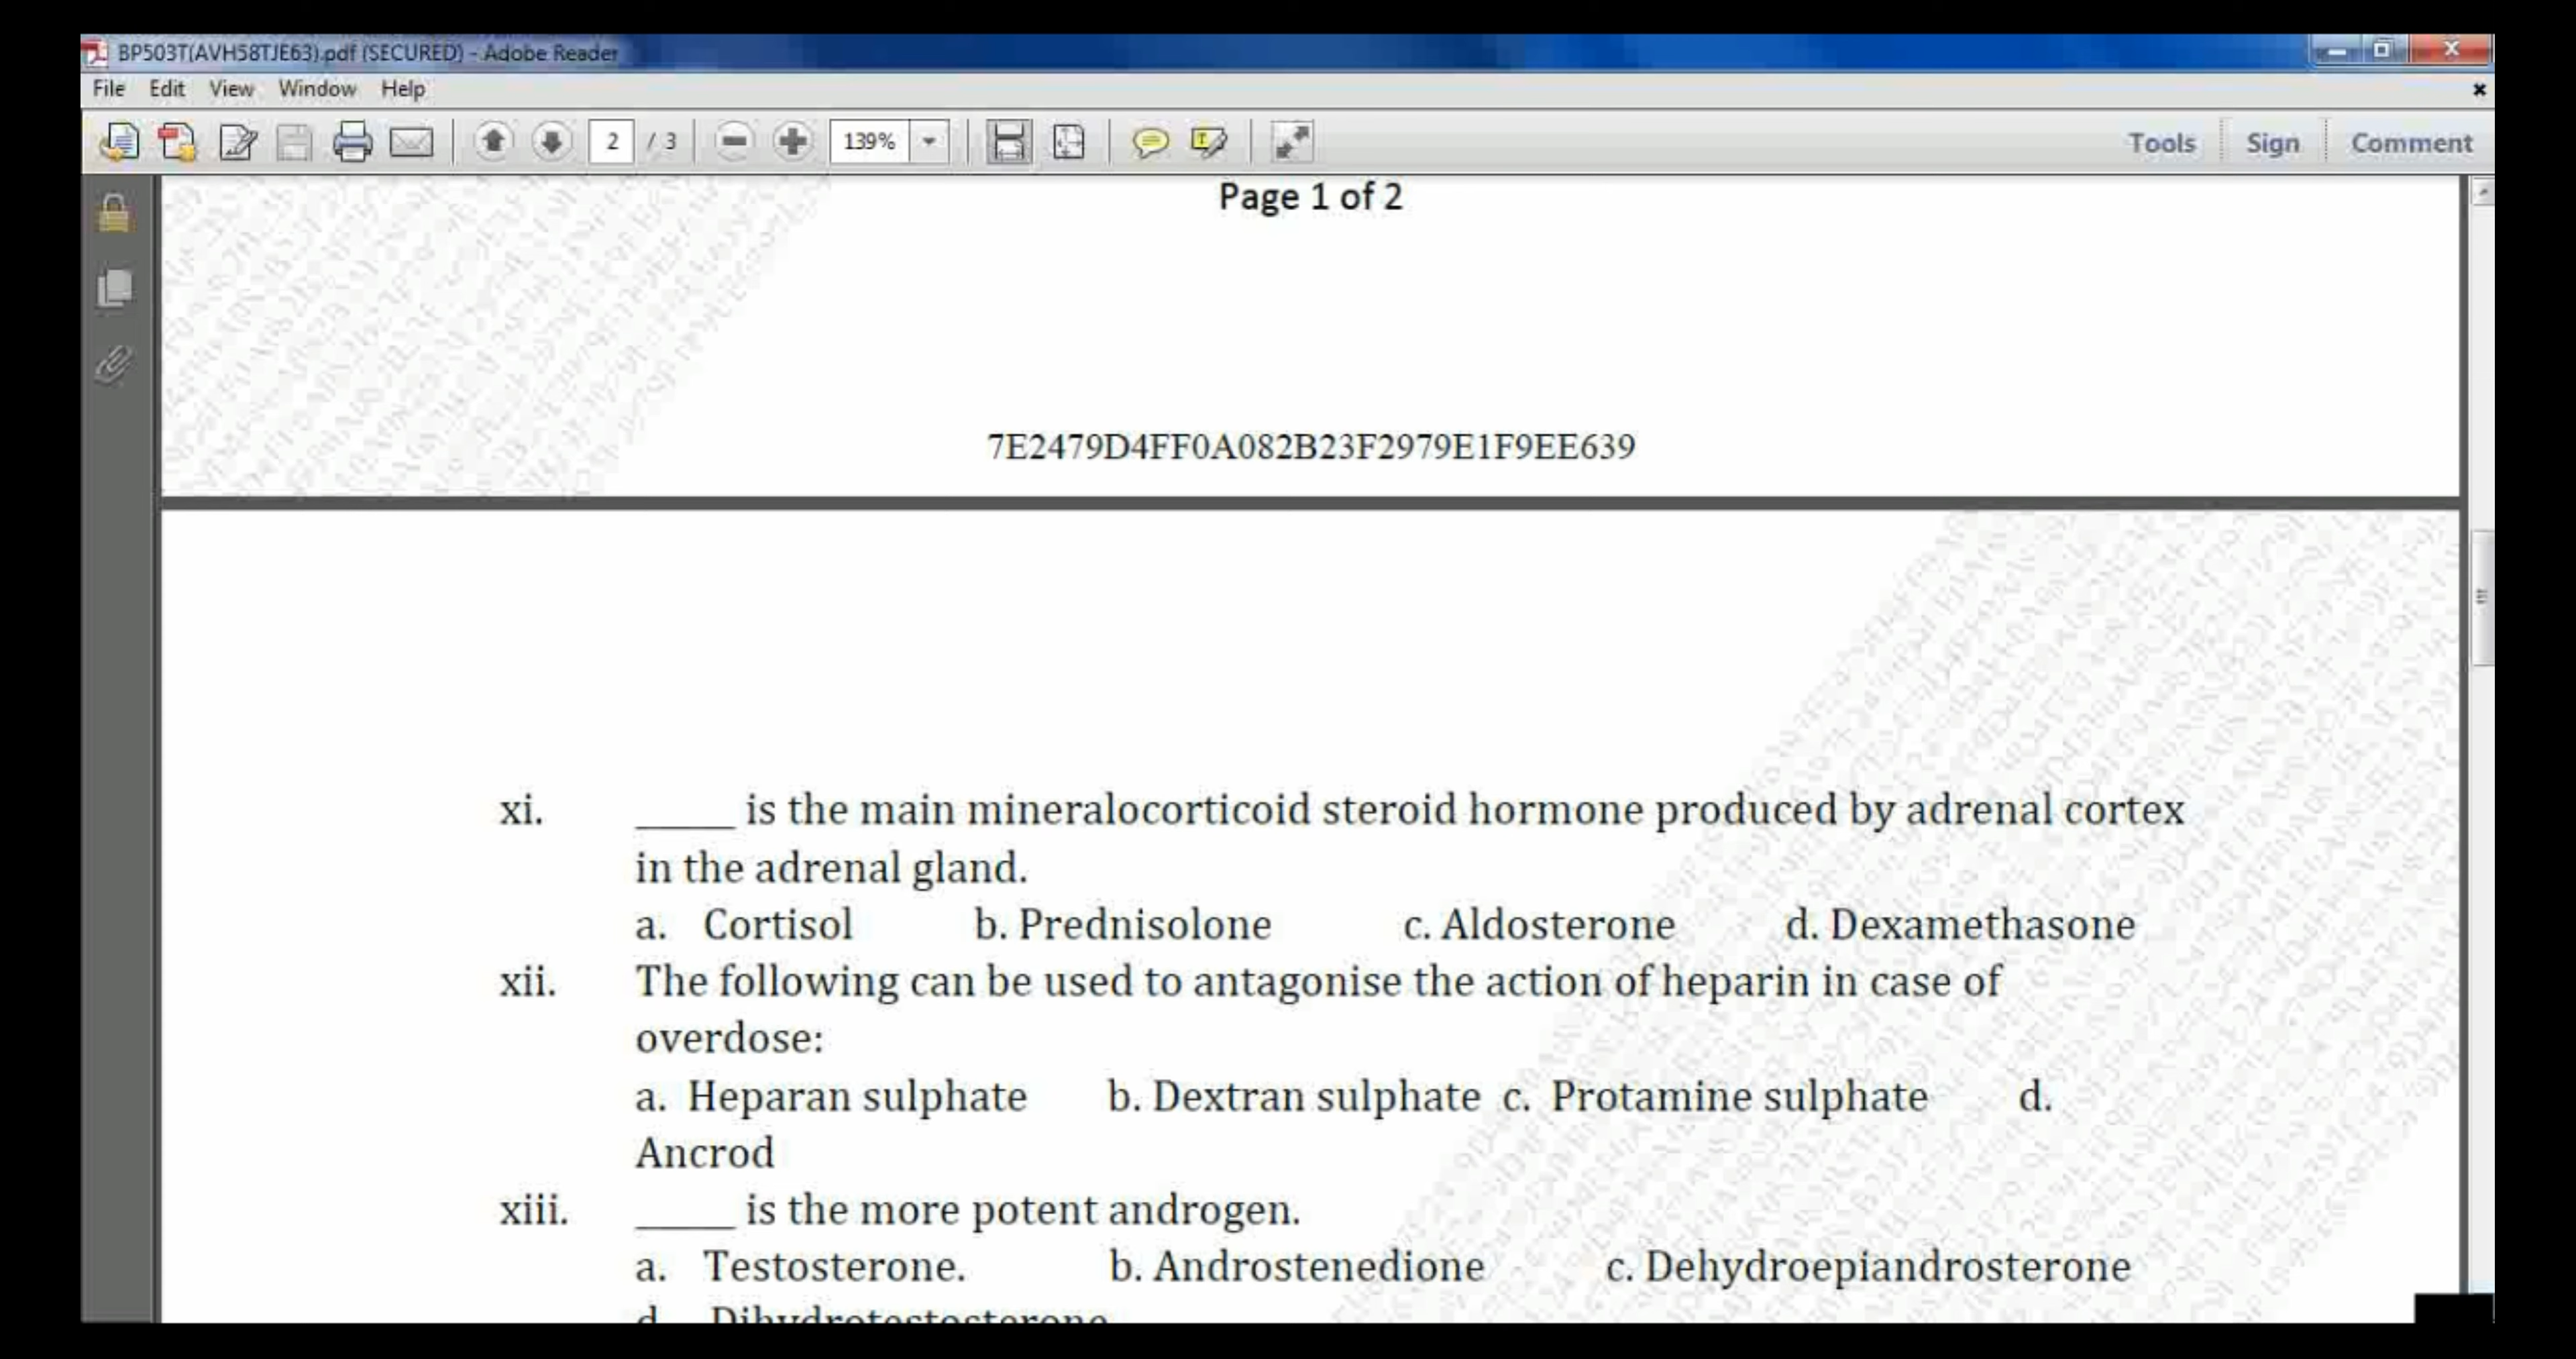 BP503T(AVH58TJE63).pdf (SECURED) - Adobe Reader
File Edit View Window Help
2 / 3 139% Tools Sign Comment
Page 1 of 2
7E2479D4FF0A082B23F2979E1F9EE639
xi. _____ is the main mineralocorticoid steroid hormone produced by adrenal cortex
in the adrenal gland.
a. Cortisol b. Prednisolone c. Aldosterone d. Dexamethasone
xii. The following can be used to antagonise the action of heparin in case of
overdose:
a. Heparan sulphate b. Dextran sulphate c. Protamine sulphate d.
Ancrod
xiii. _____ is the more potent androgen.
a. Testosterone. b. Androstenedione c. Dehydroepiandrosterone
d. Dihydrotestosterone